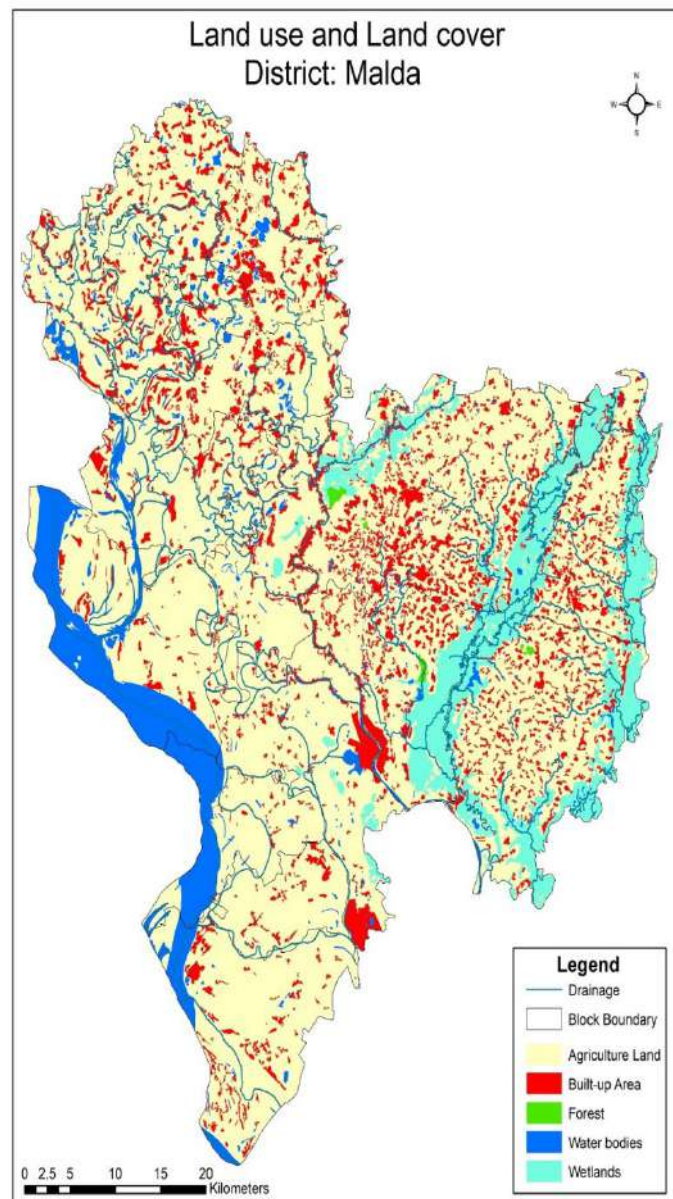 Land use and Land cover
District: Malda
N
W E
S
Legend
Drainage
Block Boundary
Agriculture Land
Built-up Area
Forest
Water bodies
Wetlands
0 2.5 5 10 15 20
Kilometers